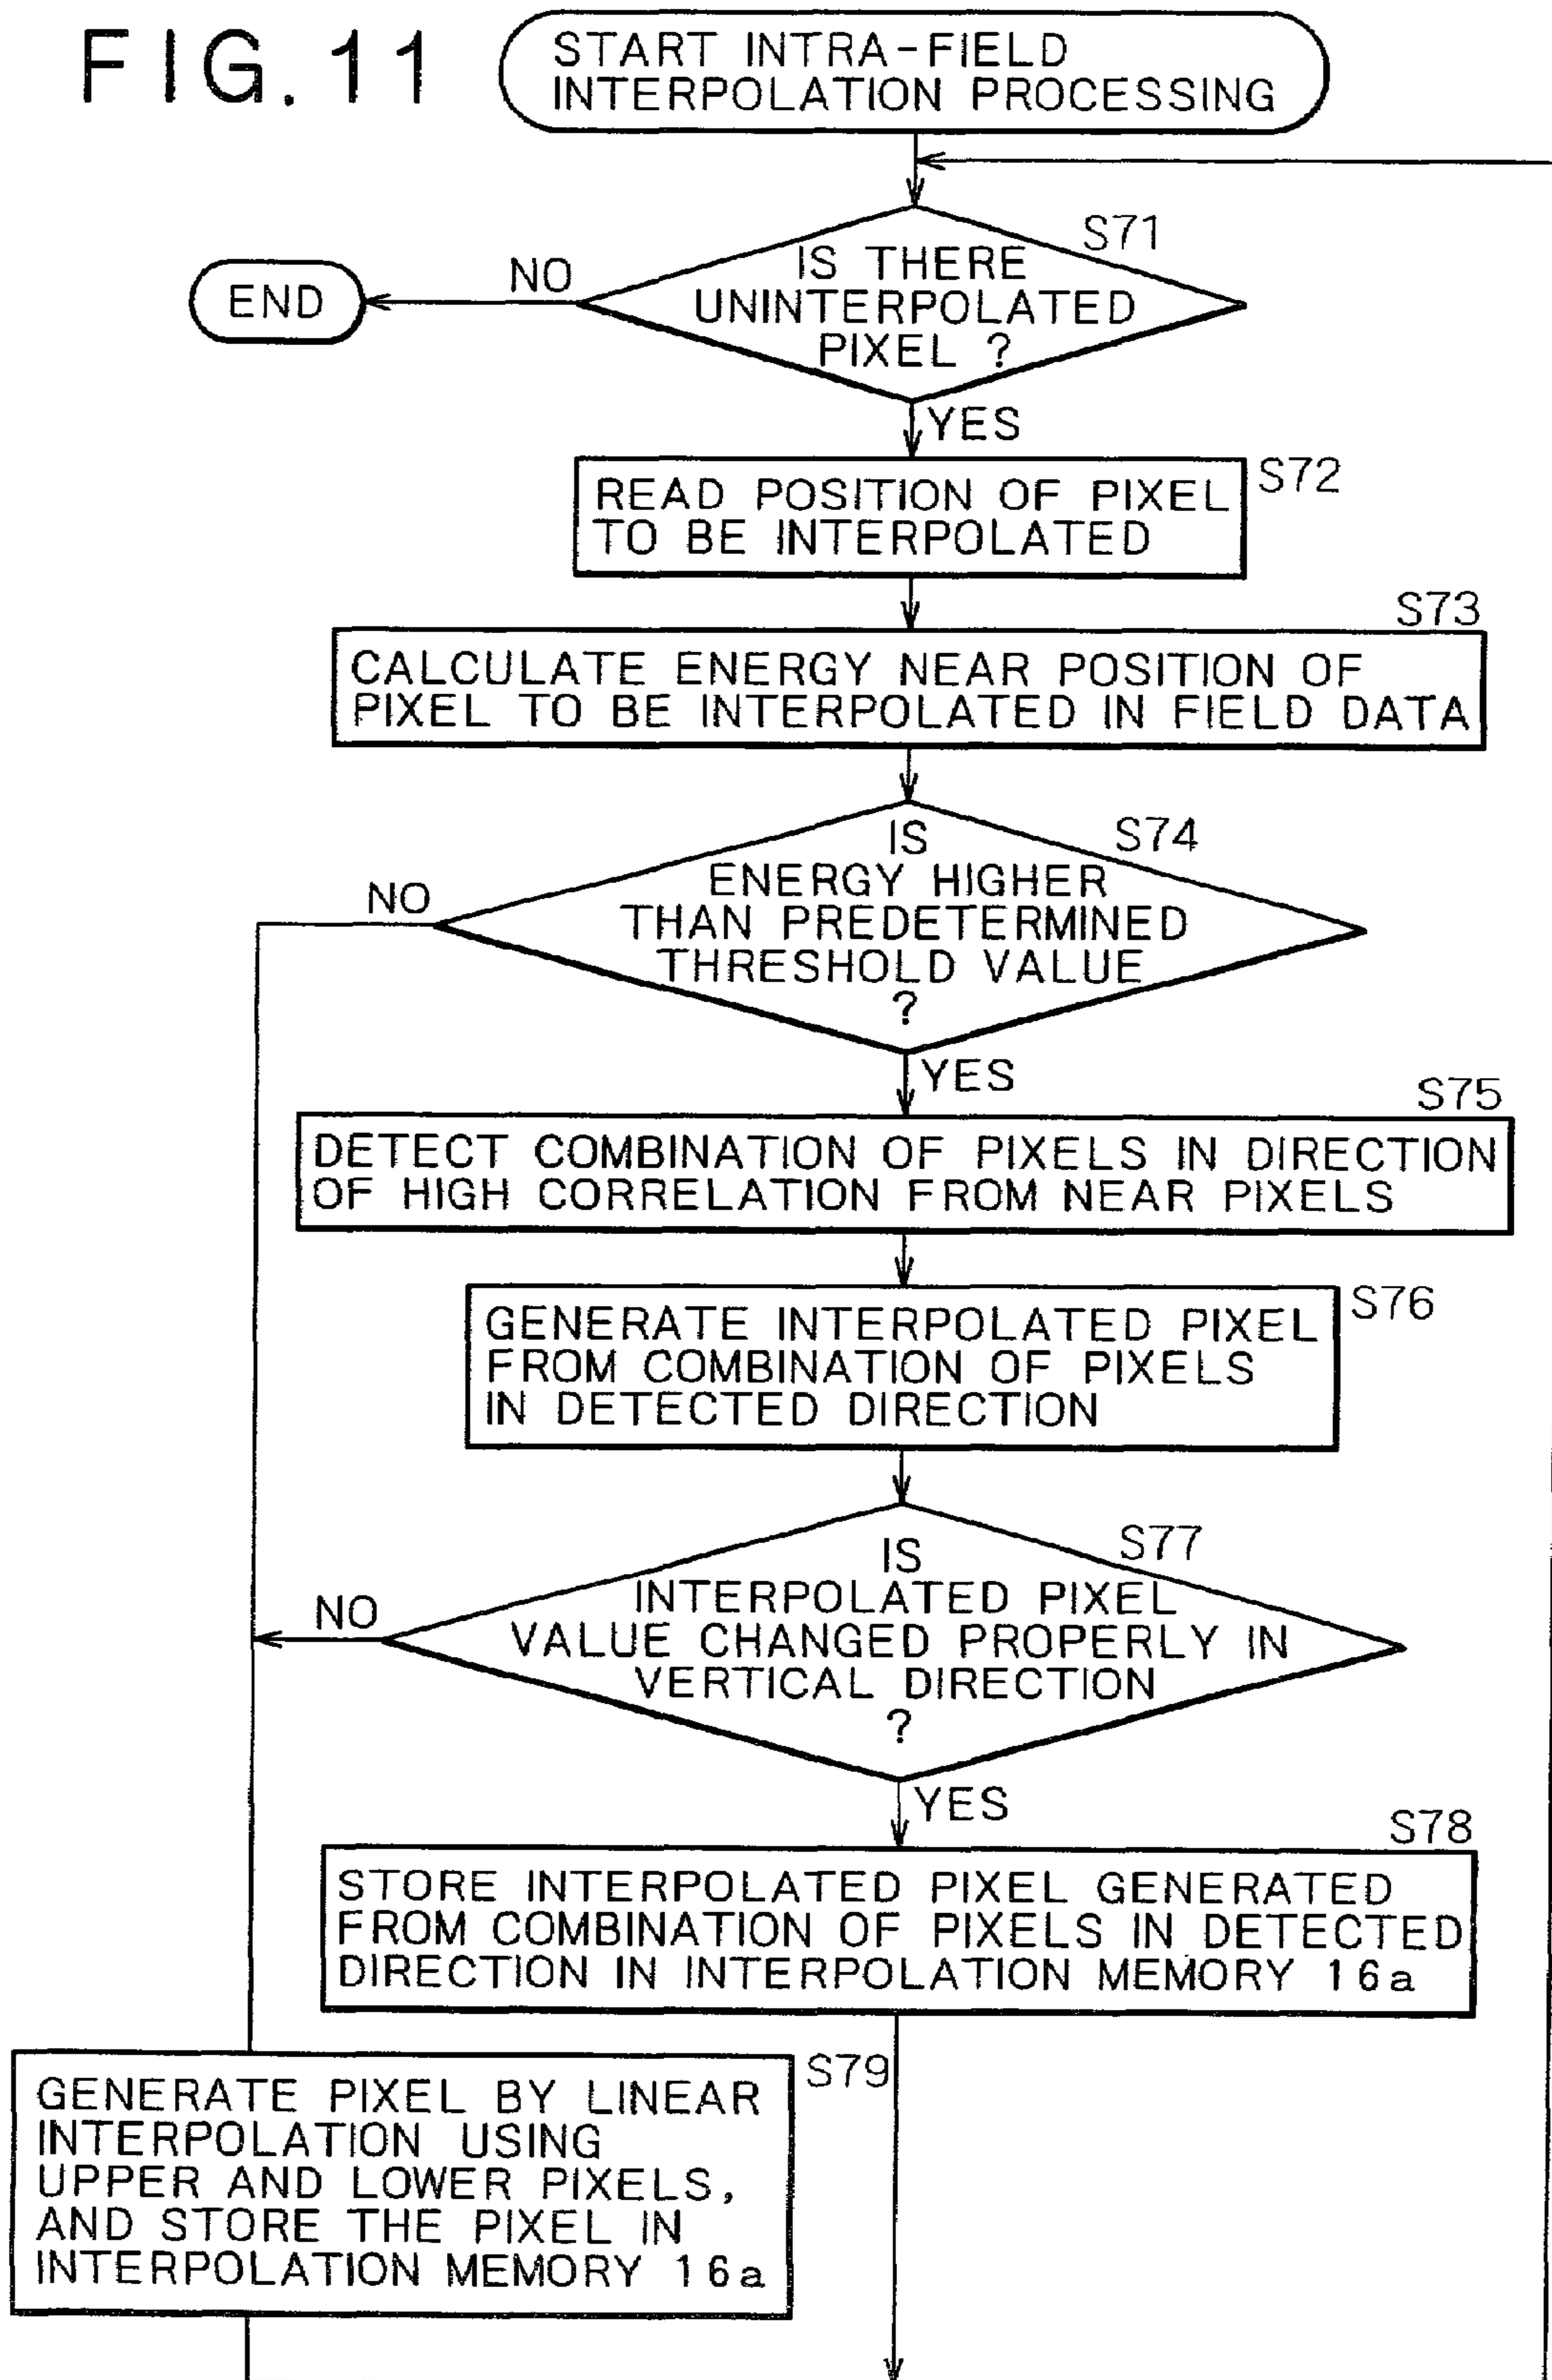 FIG. 11
START INTRA-FIELD
INTERPOLATION PROCESSING
S71
IS THERE
UNINTERPOLATED
PIXEL ?
NO
END
YES
S72
READ POSITION OF PIXEL
TO BE INTERPOLATED
S73
CALCULATE ENERGY NEAR POSITION OF
PIXEL TO BE INTERPOLATED IN FIELD DATA
S74
IS
ENERGY HIGHER
THAN PREDETERMINED
THRESHOLD VALUE
?
NO
YES
S75
DETECT COMBINATION OF PIXELS IN DIRECTION
OF HIGH CORRELATION FROM NEAR PIXELS
S76
GENERATE INTERPOLATED PIXEL
FROM COMBINATION OF PIXELS
IN DETECTED DIRECTION
S77
IS
INTERPOLATED PIXEL
VALUE CHANGED PROPERLY IN
VERTICAL DIRECTION
?
NO
YES
S78
STORE INTERPOLATED PIXEL GENERATED
FROM COMBINATION OF PIXELS IN DETECTED
DIRECTION IN INTERPOLATION MEMORY 16a
S79
GENERATE PIXEL BY LINEAR
INTERPOLATION USING
UPPER AND LOWER PIXELS,
AND STORE THE PIXEL IN
INTERPOLATION MEMORY 16a